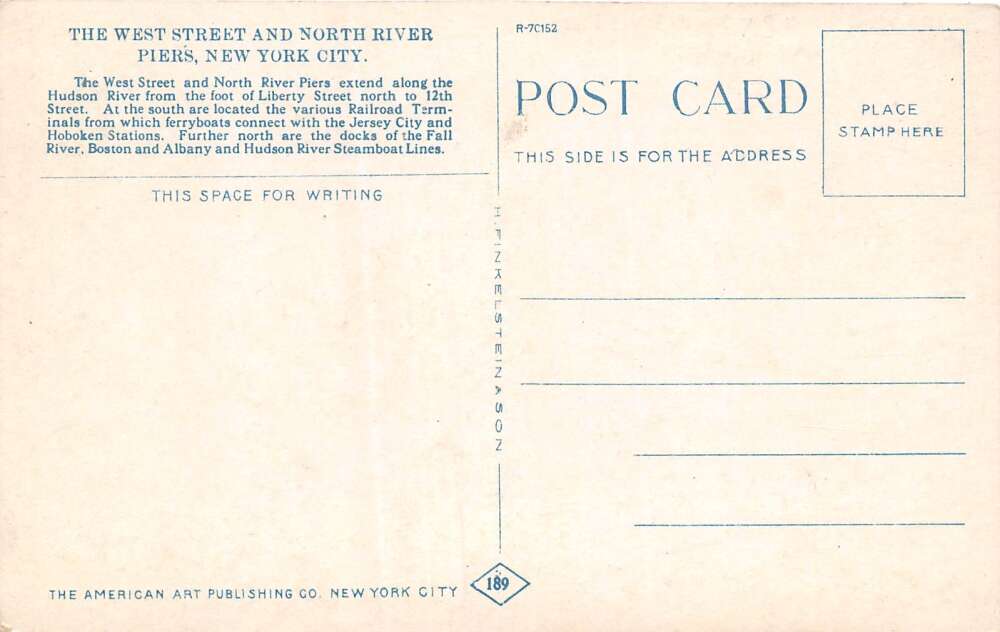 THE WEST STREET AND NORTH RIVER
PIERS, NEW YORK CITY.
The West Street and North River Piers extend along the
Hudson River from the foot of Liberty Street north to 12th
Street. At the south are located the various Railroad Term-
inals from which ferryboats connect with the Jersey City and
Hoboken Stations. Further north are the docks of the Fall
River, Boston and Albany and Hudson River Steamboat Lines.
THIS SPACE FOR WRITING
R-70152
POST CARD
THIS SIDE IS FOR THE ADDRESS
PLACE
STAMP HERE
H. FINKELSTEIN & SON
THE AMERICAN ART PUBLISHING CO. NEW YORK CITY
189